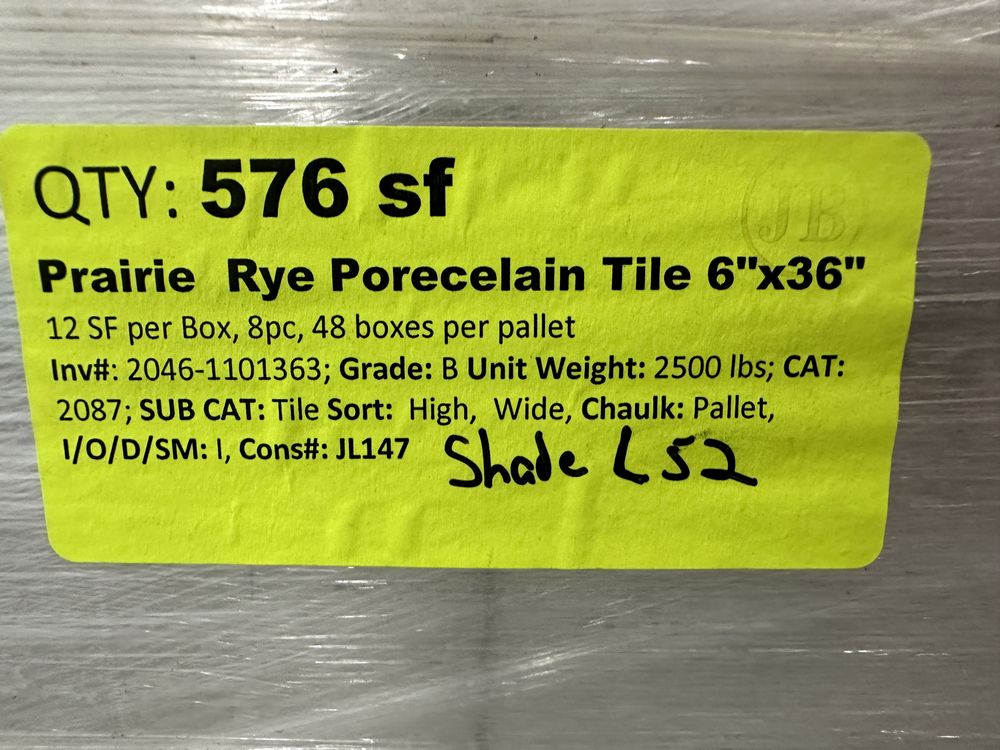 JB
QTY: 576 sf
Prairie Rye Porecelain Tile 6"x36"
12 SF per Box, 8pc, 48 boxes per pallet
Inv#: 2046-1101363; Grade: B Unit Weight: 2500 lbs; CAT:
2087; SUB CAT: Tile Sort: High, Wide, Chaulk: Pallet,
I/O/D/SM: I, Cons#: JL147 Shade L52